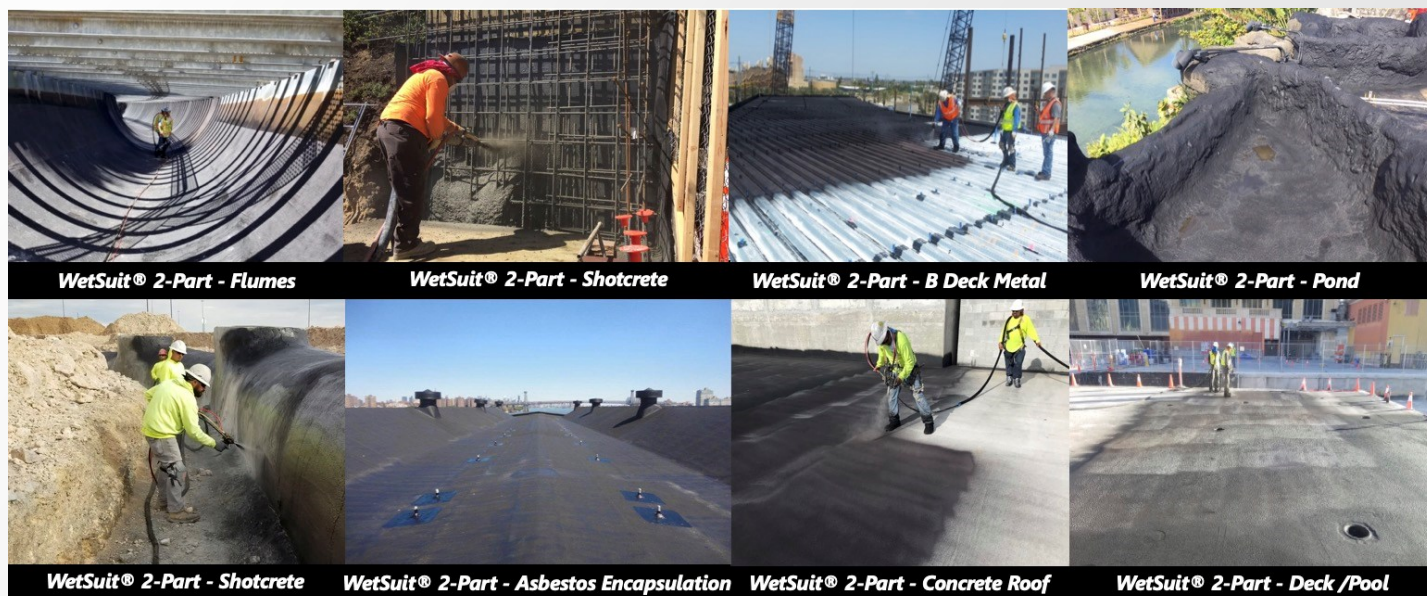 WetSuit® 2-Part - Flumes
WetSuit® 2-Part - Shotcrete
WetSuit® 2-Part - B Deck Metal
WetSuit® 2-Part - Pond
WetSuit® 2-Part - Shotcrete
WetSuit® 2-Part - Asbestos Encapsulation
WetSuit® 2-Part - Concrete Roof
WetSuit® 2-Part - Deck /Pool